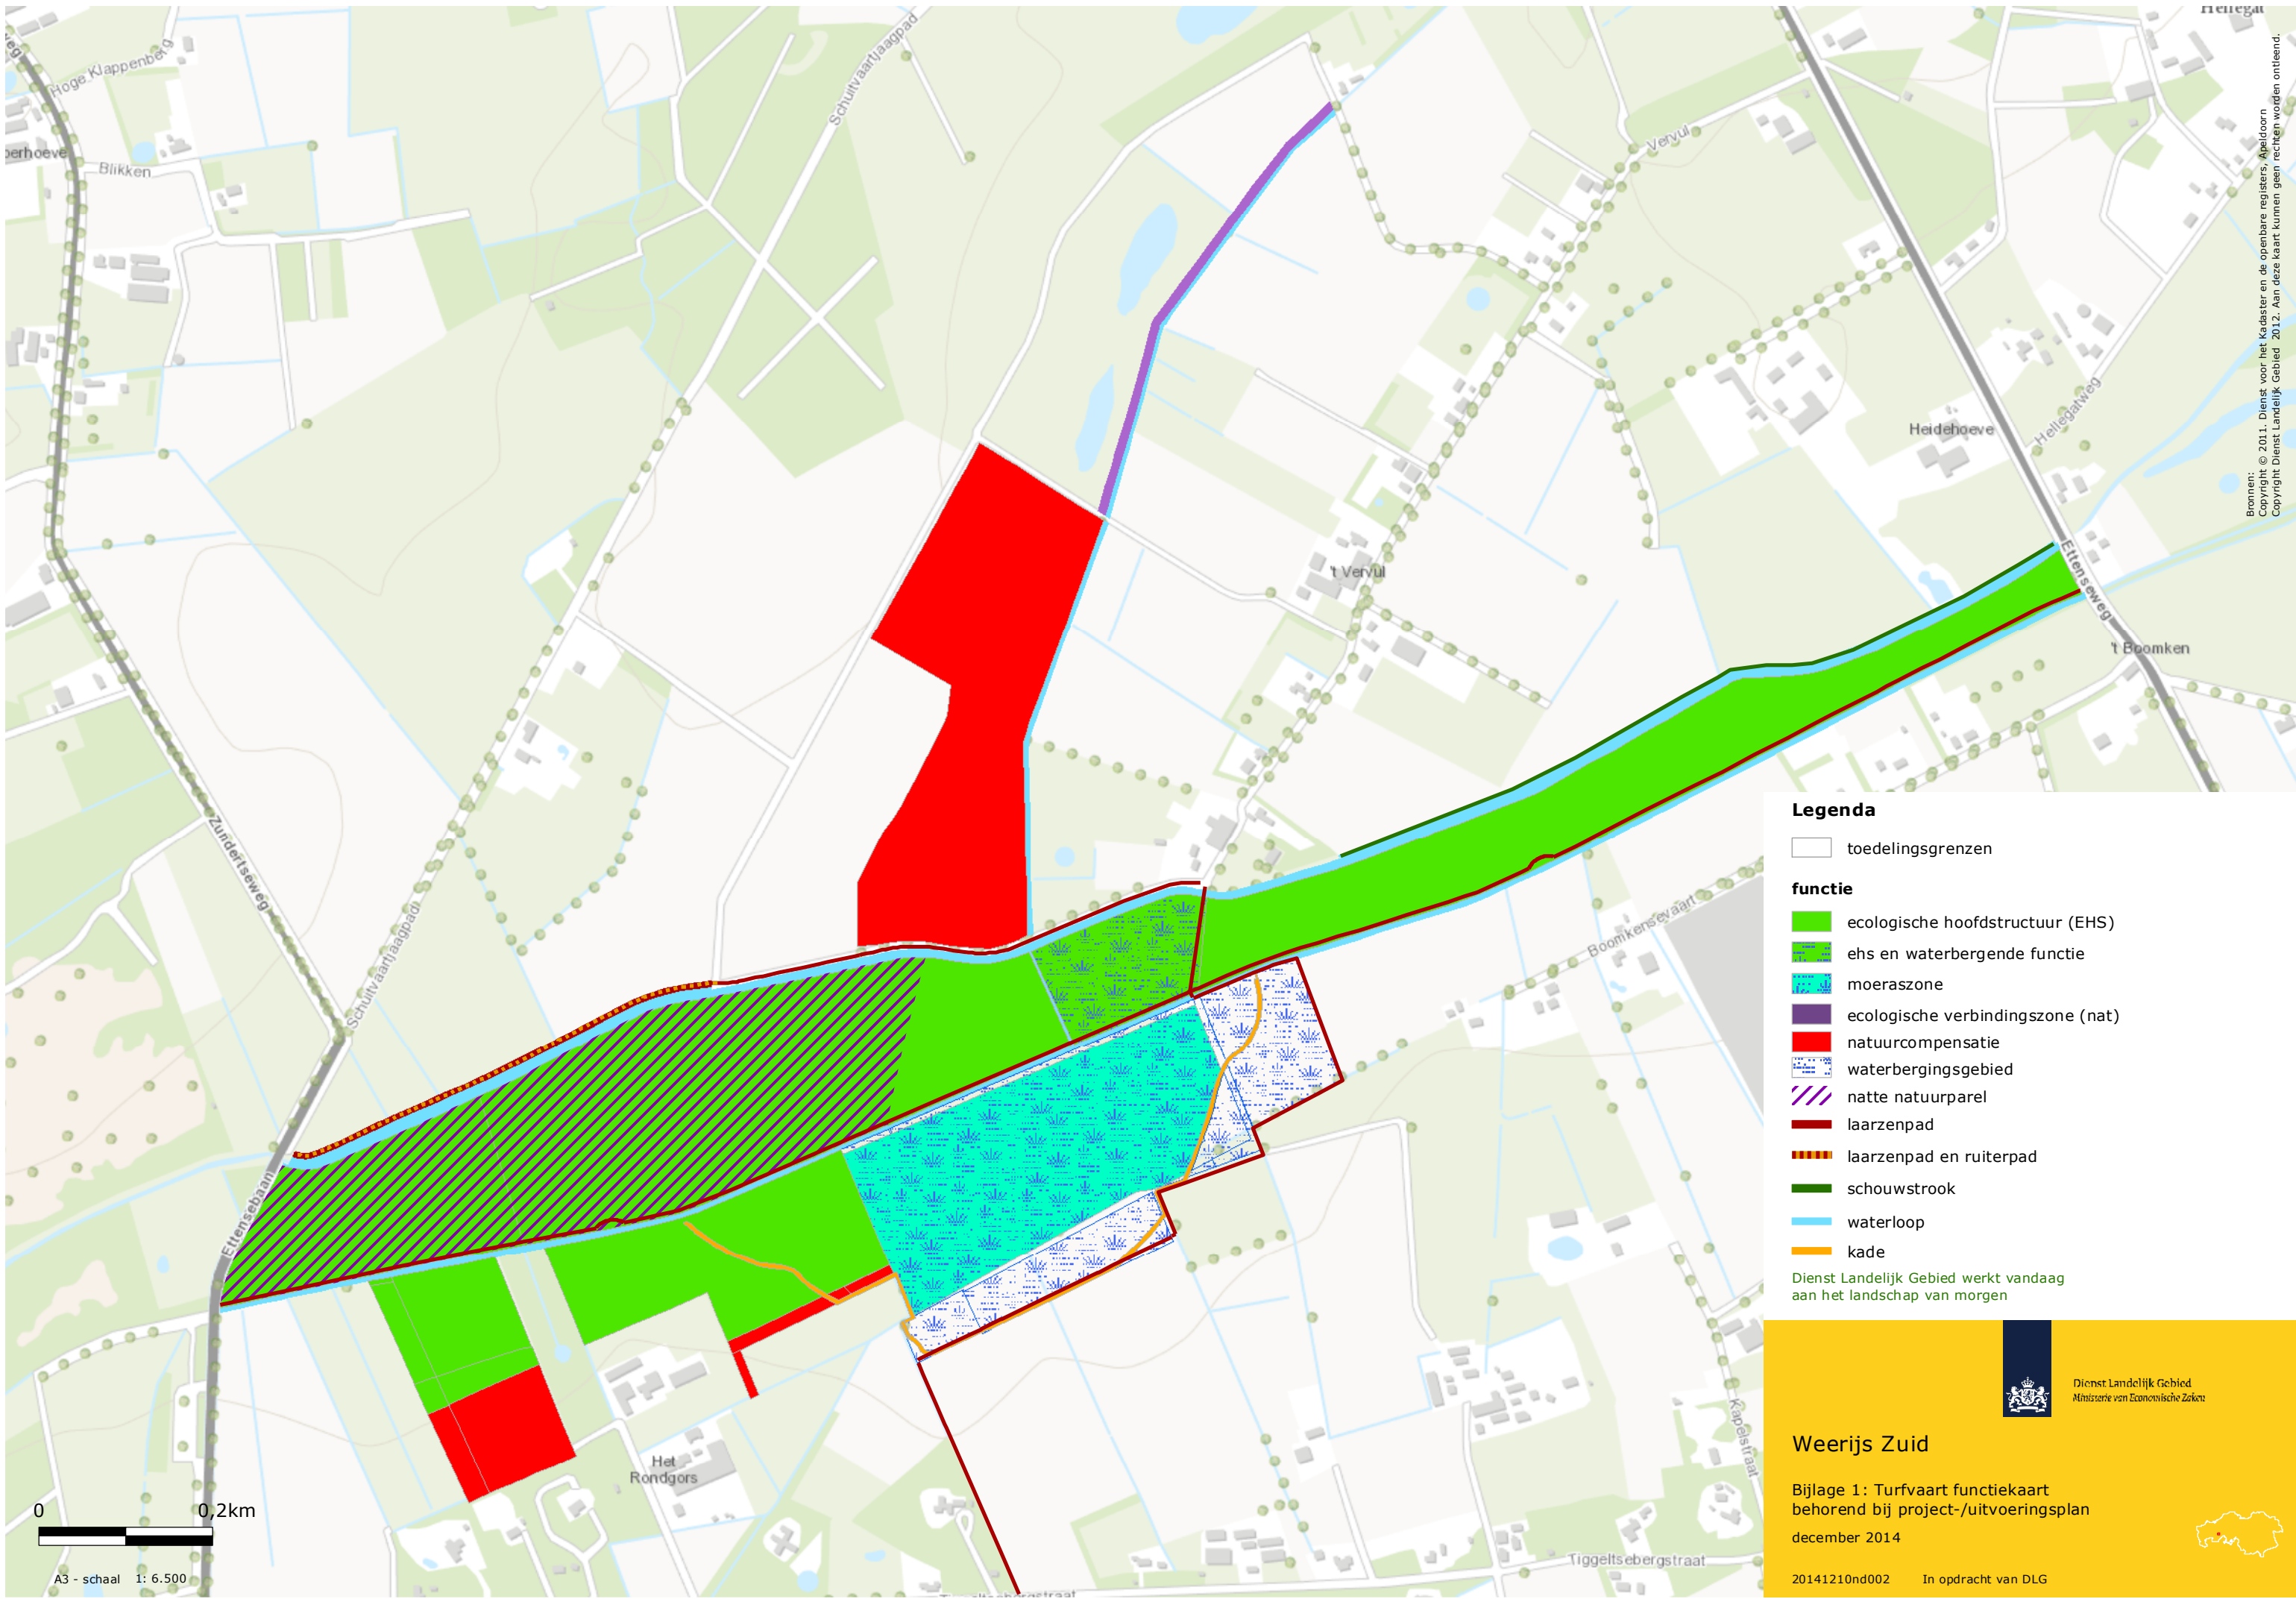 Hoge Klappenberg
Blikken
Schuitvaartjaagpad
Vervul
Heidehoeve
Hellegatweg
't Vervul
Ettenseweg
't Boomken
Zundertseweg
Schuitvaartjaagpad
Ettensebaan
Boomkensevaart
Kapelstraat
Het
Rondgors
Tiggeltsebergstraat
Bronnen:
Copyright © 2011. Dienst voor het Kadaster en de openbare registers, Apeldoorn
Copyright Dienst Landelijk Gebied 2012. Aan deze kaart kunnen geen rechten worden ontleend.
Legenda
toedelingsgrenzen
functie
ecologische hoofdstructuur (EHS)
ehs en waterbergende functie
moeraszone
ecologische verbindingszone (nat)
natuurcompensatie
waterbergingsgebied
natte natuurparel
laarzenpad
laarzenpad en ruiterpad
schouwstrook
waterloop
kade
Dienst Landelijk Gebied werkt vandaag
aan het landschap van morgen
Dienst Landelijk Gebied
Ministerie van Economische Zaken
Weerijs Zuid
Bijlage 1: Turfvaart functiekaart
behorend bij project-/uitvoeringsplan
december 2014
20141210nd002 In opdracht van DLG
0 0,2km
A3 - schaal 1: 6.500